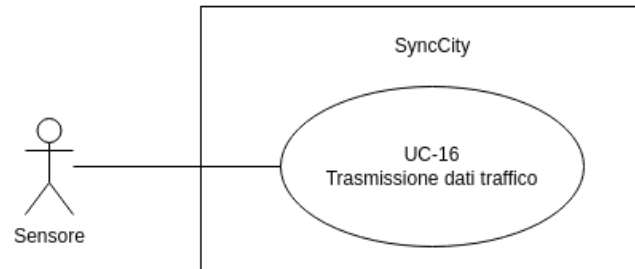 SyncCity
UC-16
Trasmissione dati traffico
Sensore